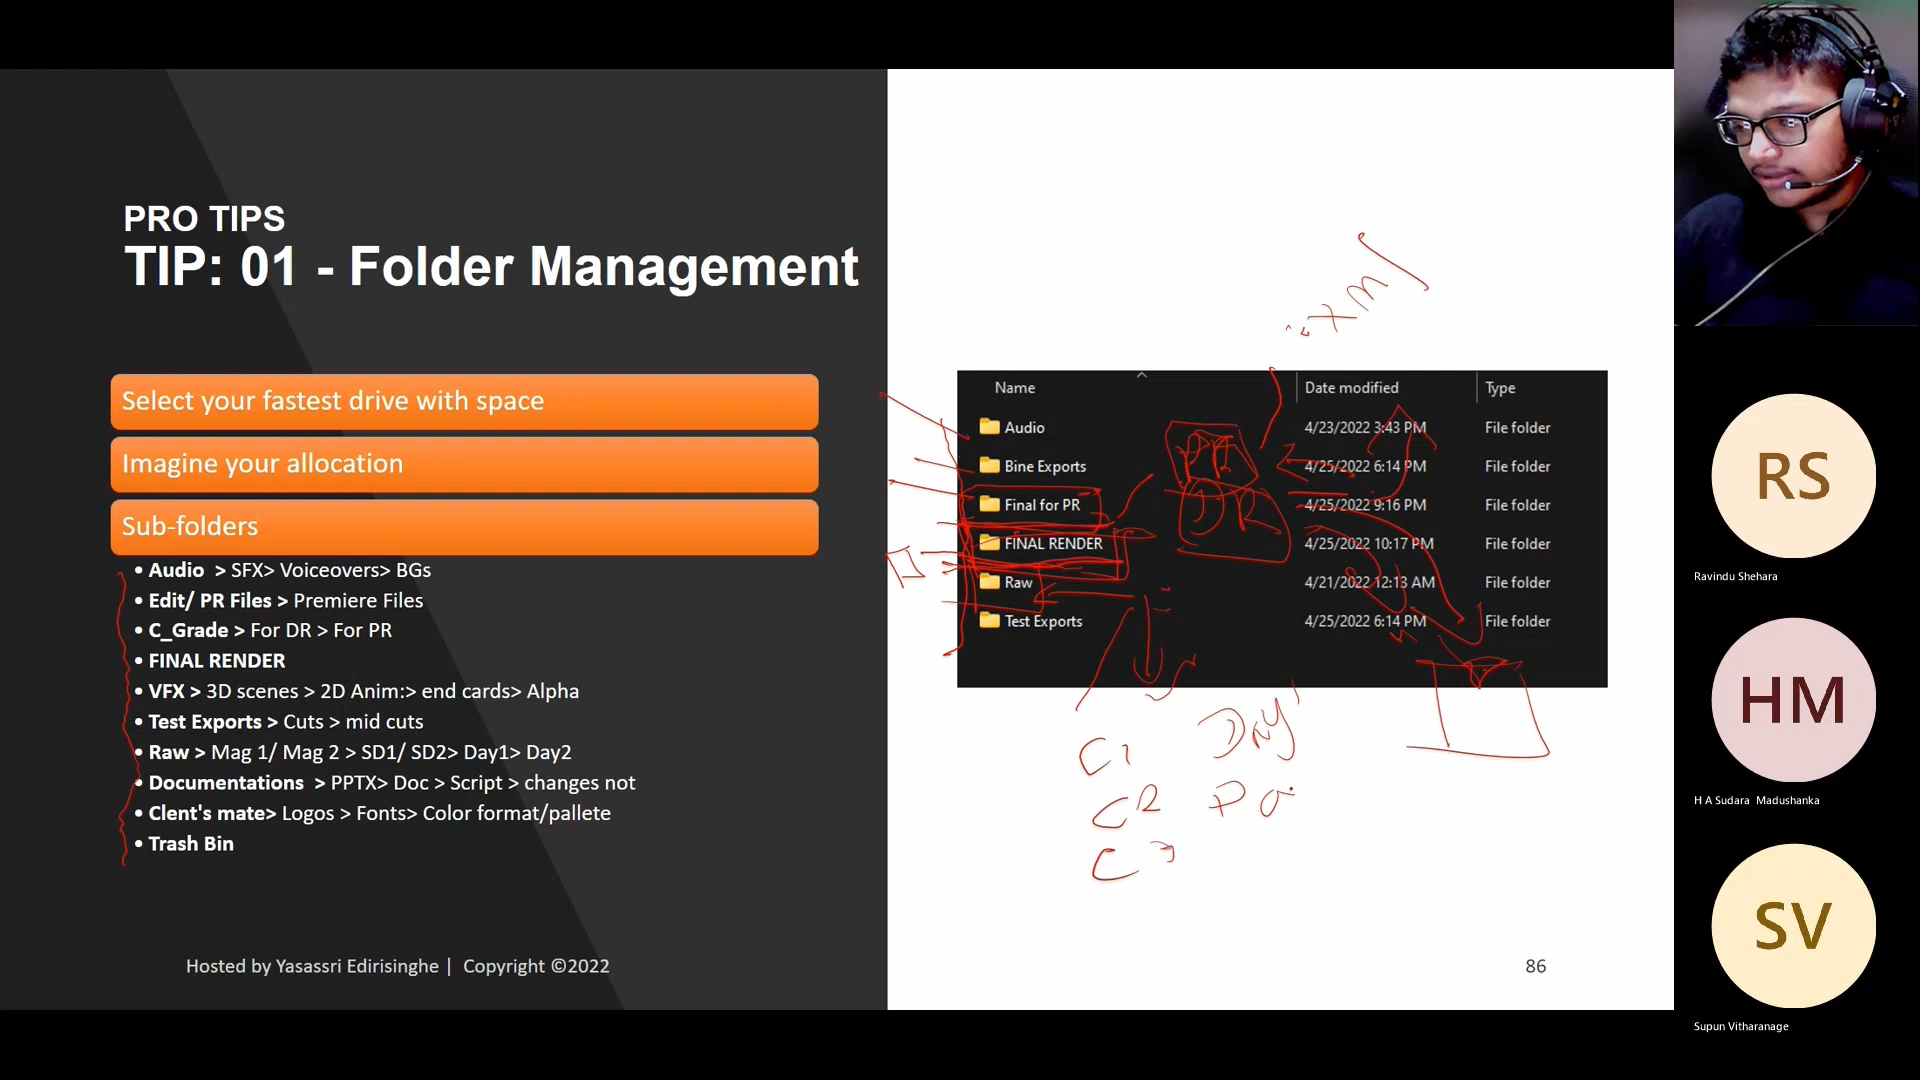 PRO TIPS
TIP: 01 - Folder Management
Select your fastest drive with space
Imagine your allocation
Sub-folders
• Audio > SFX> Voiceovers> BGs
• Edit/ PR Files > Premiere Files
• C_Grade > For DR > For PR
• FINAL RENDER
• VFX > 3D scenes > 2D Anim:> end cards> Alpha
• Test Exports > Cuts > mid cuts
• Raw > Mag 1/ Mag 2 > SD1/ SD2> Day1> Day2
• Documentations > PPTX> Doc > Script > changes not
• Clent's mate> Logos > Fonts> Color format/pallete
• Trash Bin
Hosted by Yasassri Edirisinghe | Copyright ©2022
xml
Name Date modified Type
Audio 4/23/2022 3:43 PM File folder
Bine Exports 4/25/2022 6:14 PM File folder
Final for PR 4/25/2022 9:16 PM File folder
FINAL RENDER 4/25/2022 10:17 PM File folder
Raw 4/21/2022 12:13 AM File folder
Test Exports 4/25/2022 6:14 PM File folder
PR
DR
C1
C2
C3
86
RS
Ravindu Shehara
HM
H A Sudara Madushanka
SV
Supun Vitharanage